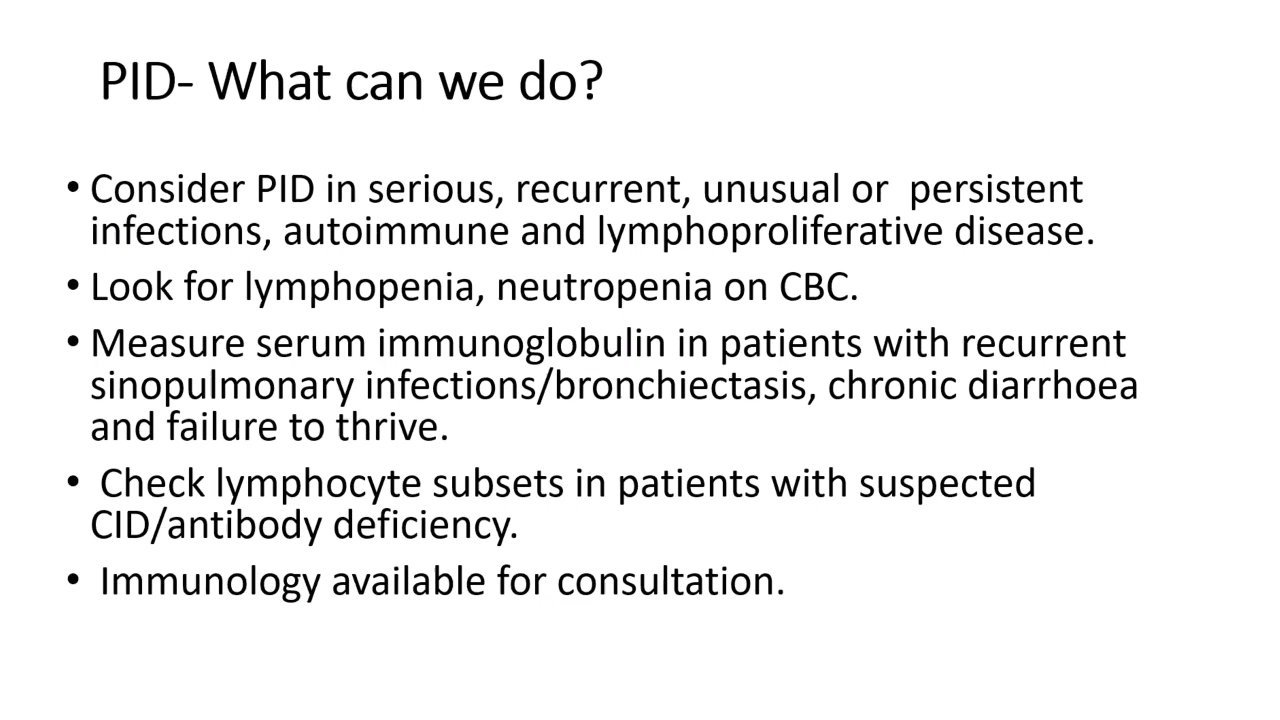 PID- What can we do?
• Consider PID in serious, recurrent, unusual or  persistent
infections, autoimmune and lymphoproliferative disease.
• Look for lymphopenia, neutropenia on CBC.
• Measure serum immunoglobulin in patients with recurrent
sinopulmonary infections/bronchiectasis, chronic diarrhoea
and failure to thrive.
•  Check lymphocyte subsets in patients with suspected
CID/antibody deficiency.
•  Immunology available for consultation.